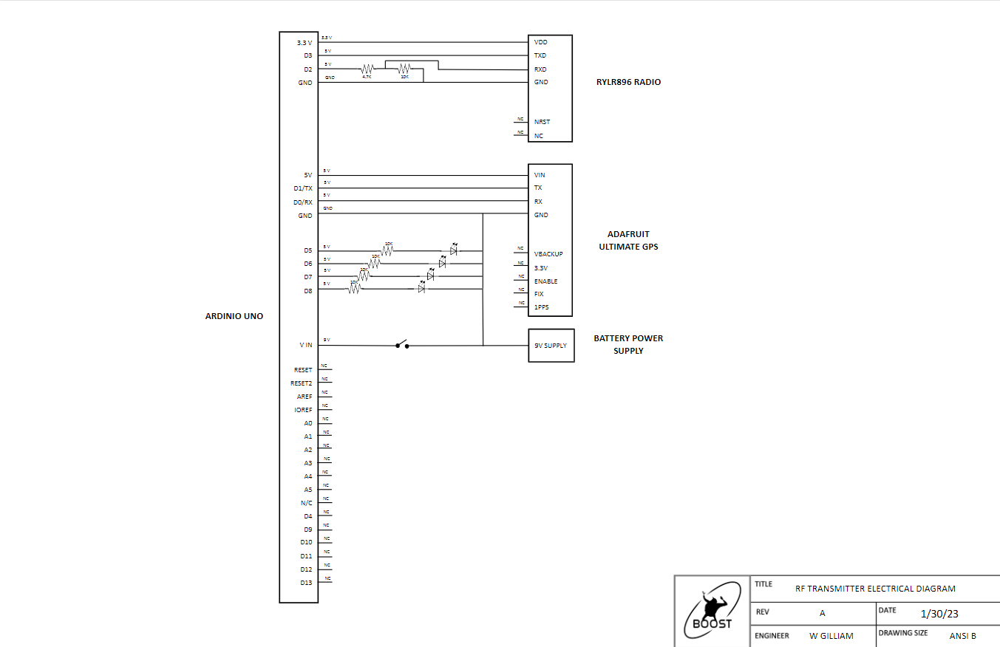 3.3 V
3.3 V
VDD
D3
5 V
TXD
D2
5 V
4.7K
10K
RXD
GND
GND
GND
RYLR896 RADIO
NC
NRST
NC
NC
5V
5 V
VIN
D1/TX
5 V
TX
D0/RX
5 V
RX
GND
GND
GND
ADAFRUIT
ULTIMATE GPS
D5
5 V
10K
D6
5 V
10K
D7
5 V
10K
D8
5 V
10K
NC
VBACKUP
NC
3.3V
NC
ENABLE
NC
FIX
NC
1PPS
ARDINIO UNO
V IN
9 V
9V SUPPLY
BATTERY POWER
SUPPLY
RESET
NC
RESET2
NC
AREF
NC
IOREF
NC
A0
NC
A1
NC
A2
NC
A3
NC
A4
NC
A5
NC
N/C
NC
D4
NC
D9
NC
D10
NC
D11
NC
D12
NC
D13
NC
BOOST
TITLE
RF TRANSMITTER ELECTRICAL DIAGRAM
REV
A
DATE
1/30/23
ENGINEER
W GILLIAM
DRAWING SIZE
ANSI B